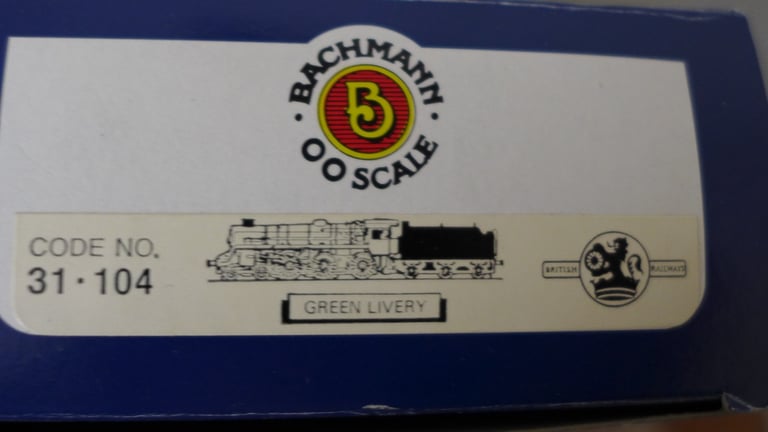 BACHMANN
B
OO SCALE
CODE NO.
31·104
GREEN LIVERY
BRITISH RAILWAYS